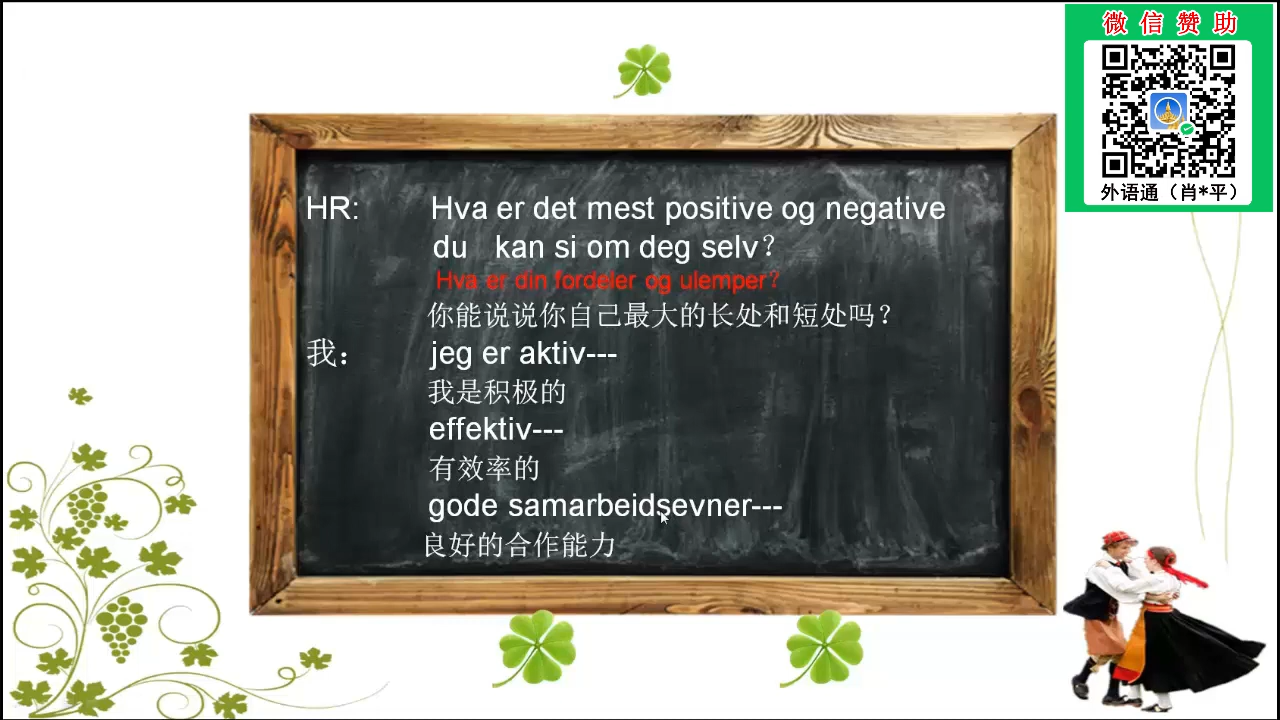 微信赞助
外语通（肖*平）
HR: Hva er det mest positive og negative
du kan si om deg selv？
Hva er din fordeler og ulemper？
你能说说你自己最大的长处和短处吗？
我： jeg er aktiv---
我是积极的
effektiv---
有效率的
gode samarbeidsevner---
良好的合作能力